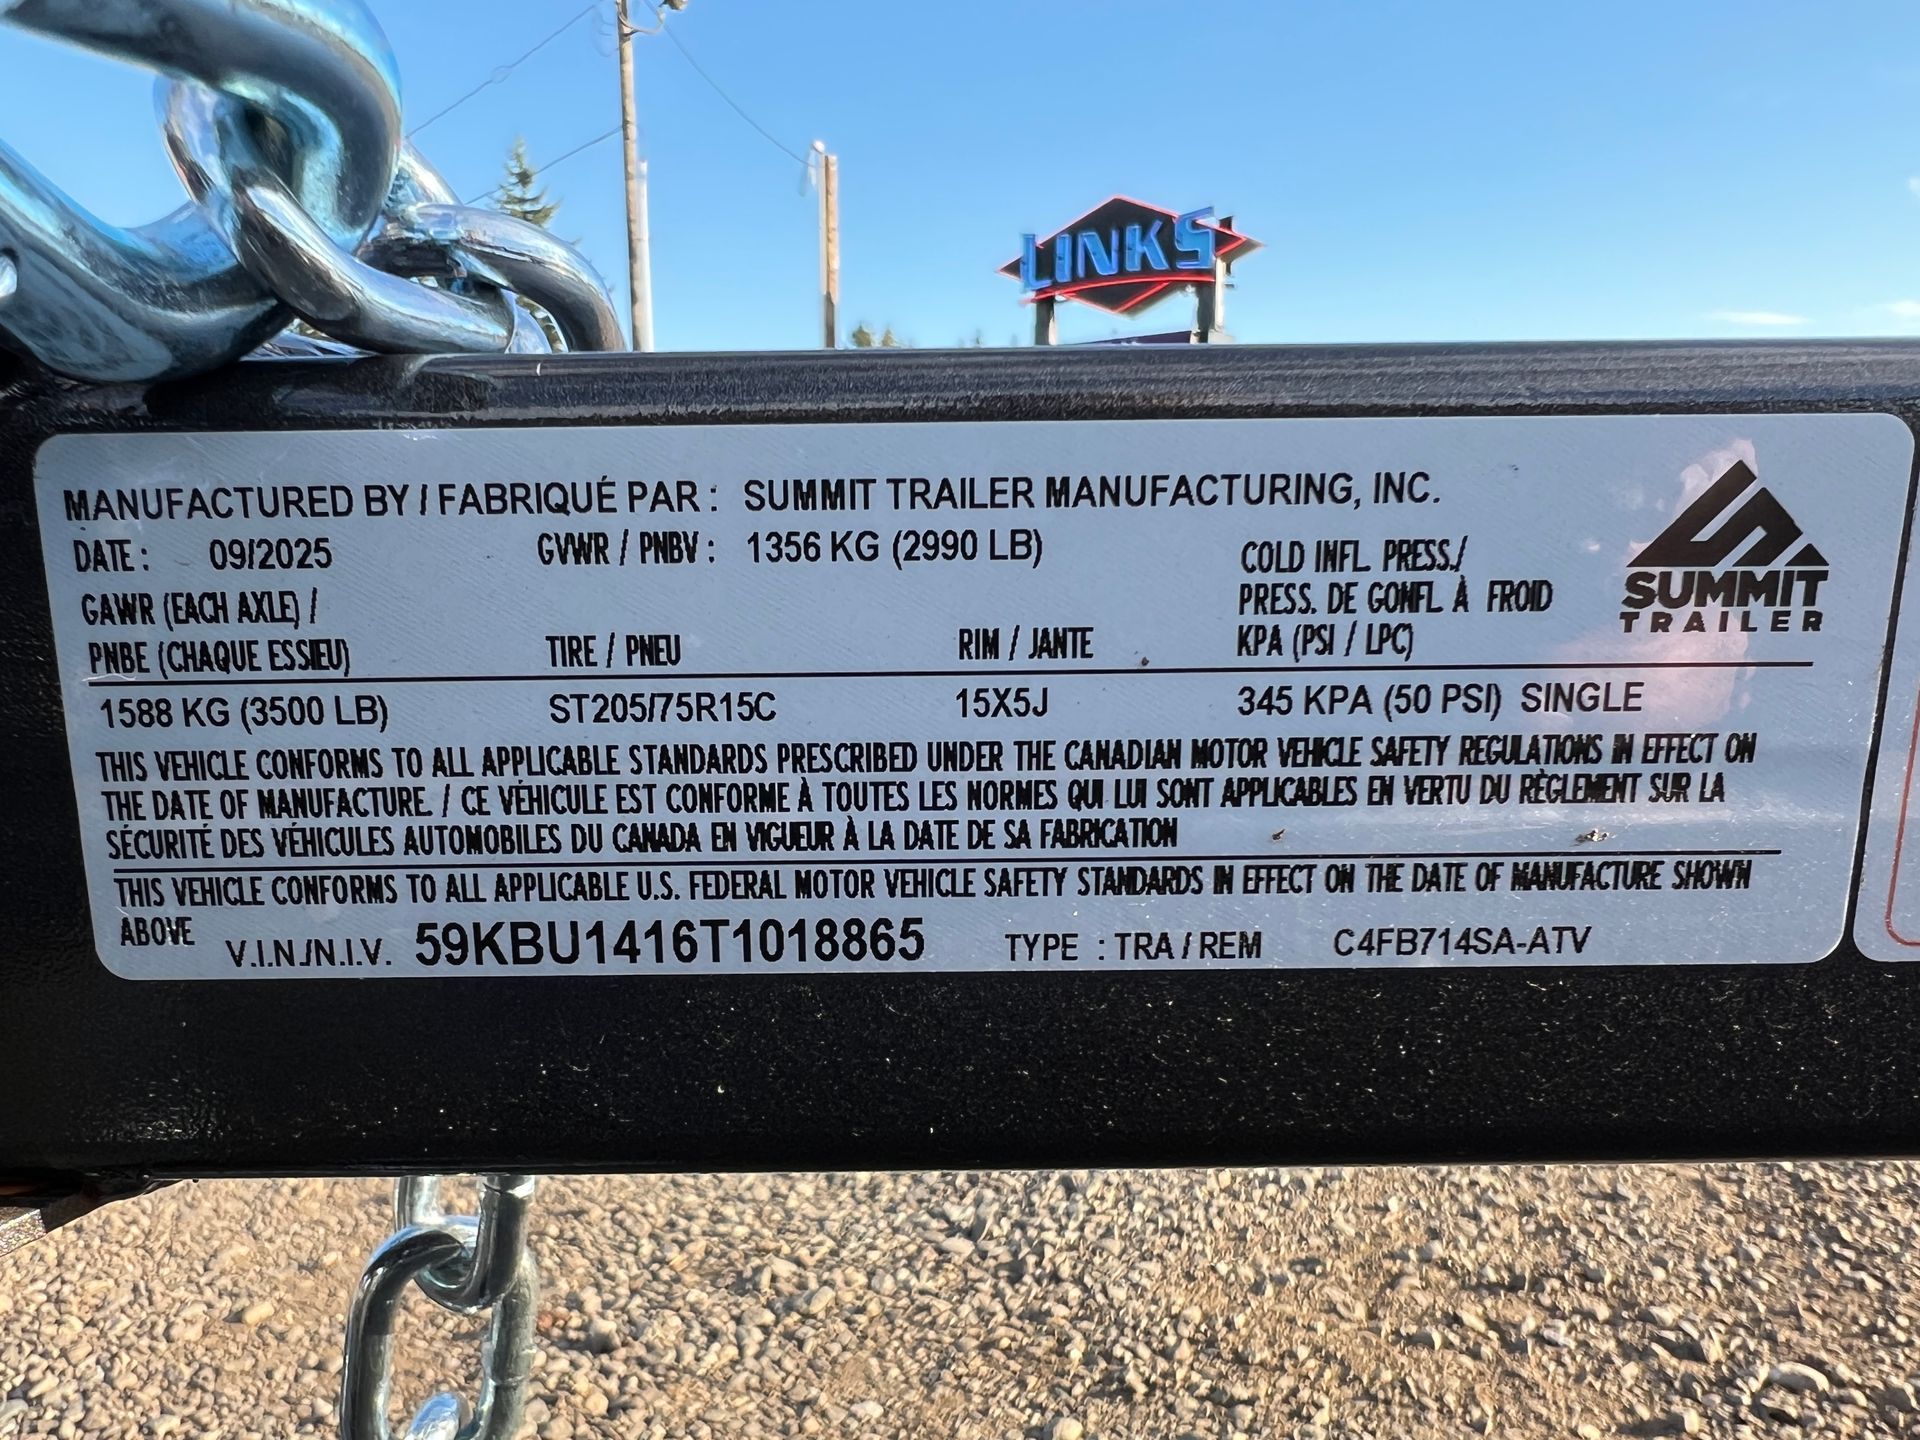 LINKS
MANUFACTURED BY / FABRIQUÉ PAR : SUMMIT TRAILER MANUFACTURING, INC.
DATE : 09/2025 GVWR / PNBV : 1356 KG (2990 LB)
COLD INFL. PRESS./
GAWR (EACH AXLE) / PRESS. DE GONFL. À FROID
PNBE (CHAQUE ESSIEU) TIRE / PNEU RIM / JANTE KPA (PSI / LPC)
SUMMIT
TRAILER
1588 KG (3500 LB) ST205/75R15C 15X5J 345 KPA (50 PSI) SINGLE
THIS VEHICLE CONFORMS TO ALL APPLICABLE STANDARDS PRESCRIBED UNDER THE CANADIAN MOTOR VEHICLE SAFETY REGULATIONS IN EFFECT ON
THE DATE OF MANUFACTURE. / CE VÉHICULE EST CONFORME À TOUTES LES NORMES QUI LUI SONT APPLICABLES EN VERTU DU RÈGLEMENT SUR LA
SÉCURITÉ DES VÉHICULES AUTOMOBILES DU CANADA EN VIGUEUR À LA DATE DE SA FABRICATION
THIS VEHICLE CONFORMS TO ALL APPLICABLE U.S. FEDERAL MOTOR VEHICLE SAFETY STANDARDS IN EFFECT ON THE DATE OF MANUFACTURE SHOWN
ABOVE V.I.N./N.I.V. 59KBU1416T1018865 TYPE : TRA / REM C4FB714SA-ATV